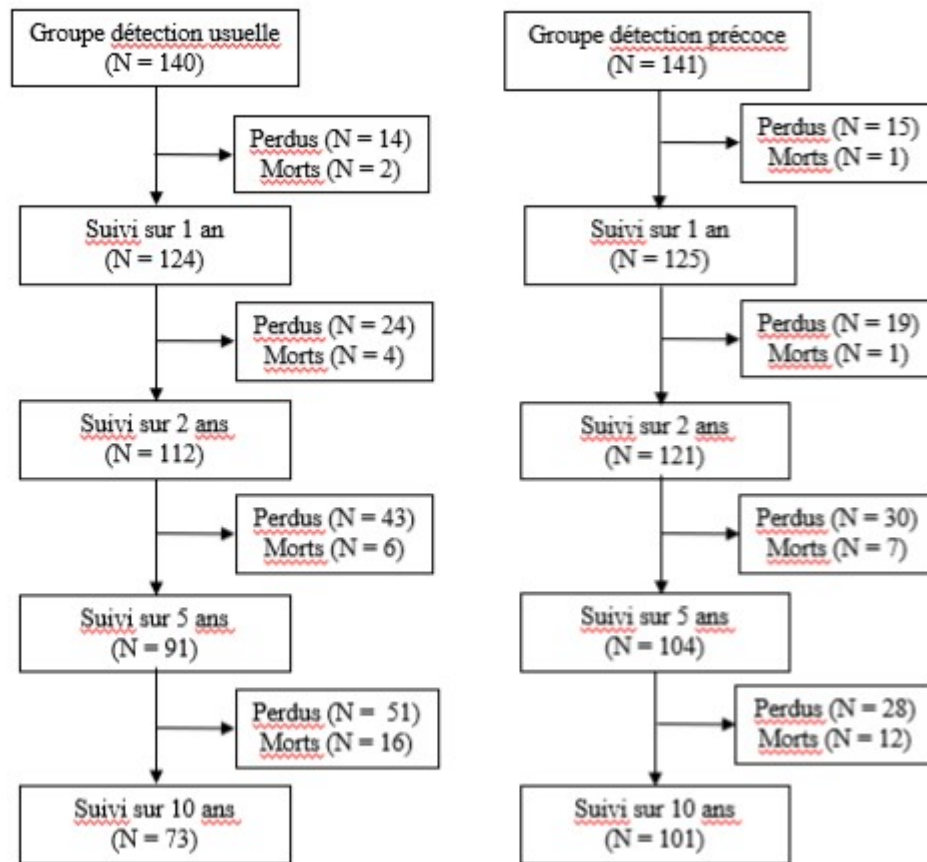 Groupe détection usuelle
(N = 140)
Perdus (N = 14)
Morts (N = 2)
Suivi sur 1 an
(N = 124)
Perdus (N = 24)
Morts (N = 4)
Suivi sur 2 ans
(N = 112)
Perdus (N = 43)
Morts (N = 6)
Suivi sur 5 ans
(N = 91)
Perdus (N = 51)
Morts (N = 16)
Suivi sur 10 ans
(N = 73)
Groupe détection précoce
(N = 141)
Perdus (N = 15)
Morts (N = 1)
Suivi sur 1 an
(N = 125)
Perdus (N = 19)
Morts (N = 1)
Suivi sur 2 ans
(N = 121)
Perdus (N = 30)
Morts (N = 7)
Suivi sur 5 ans
(N = 104)
Perdus (N = 28)
Morts (N = 12)
Suivi sur 10 ans
(N = 101)